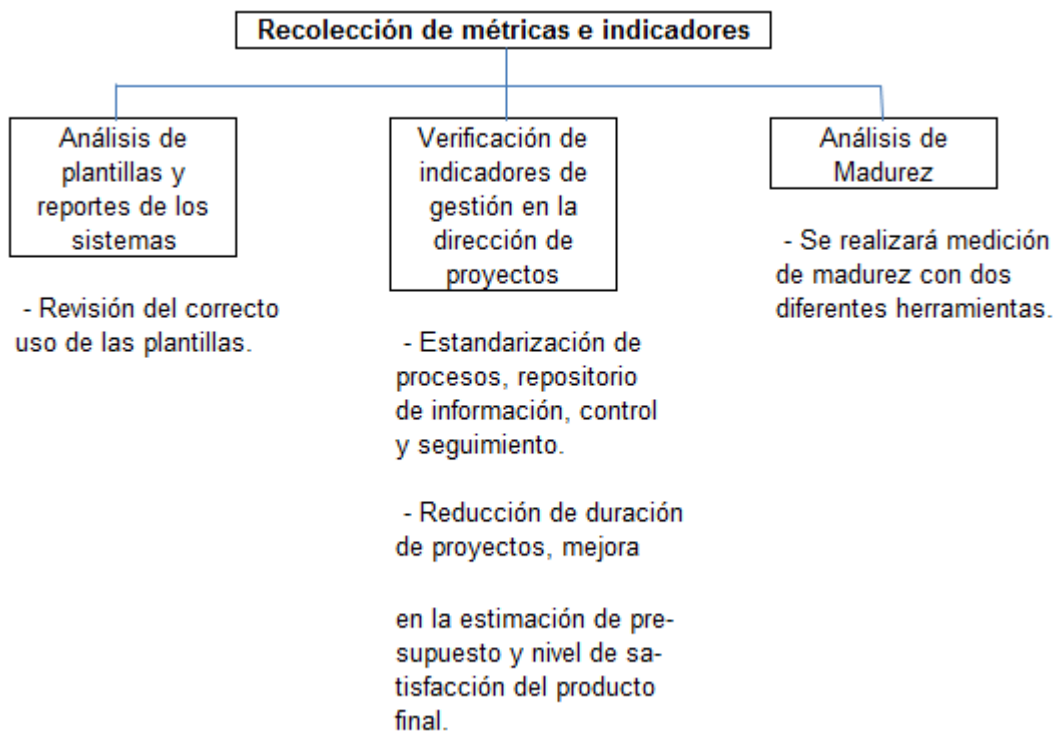 Recolección de métricas e indicadores
Análisis de
plantillas y
reportes de los
sistemas
- Revisión del correcto
uso de las plantillas.
Verificación de
indicadores de
gestión en la
dirección de
proyectos
- Estandarización de
procesos, repositorio
de información, control
y seguimiento.
- Reducción de duración
de proyectos, mejora
en la estimación de pre-
supuesto y nivel de sa-
tisfacción del producto
final.
Análisis de
Madurez
- Se realizará medición
de madurez con dos
diferentes herramientas.